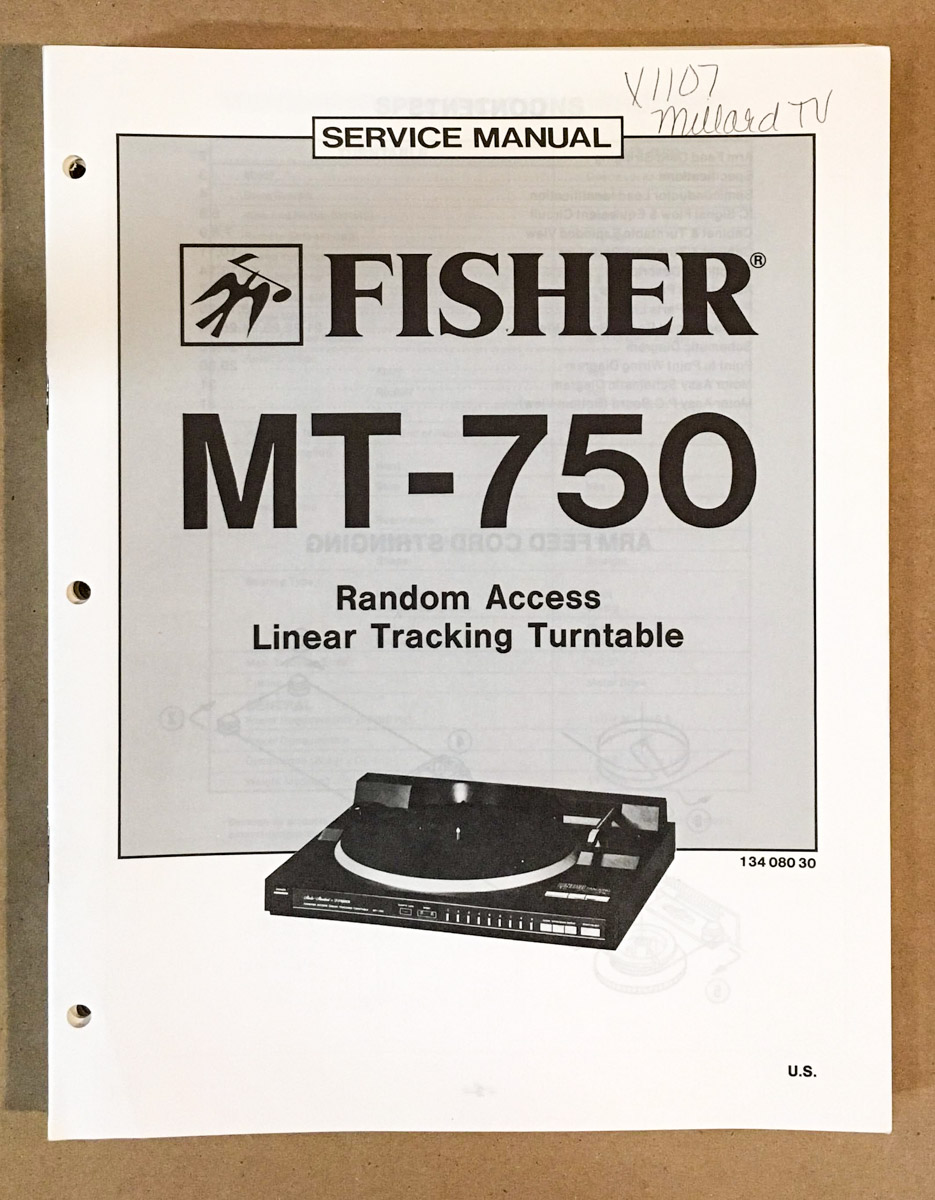 X1107
Millard TV
SERVICE MANUAL
FISHER®
MT-750
Random Access
Linear Tracking Turntable
134 080 30
U.S.